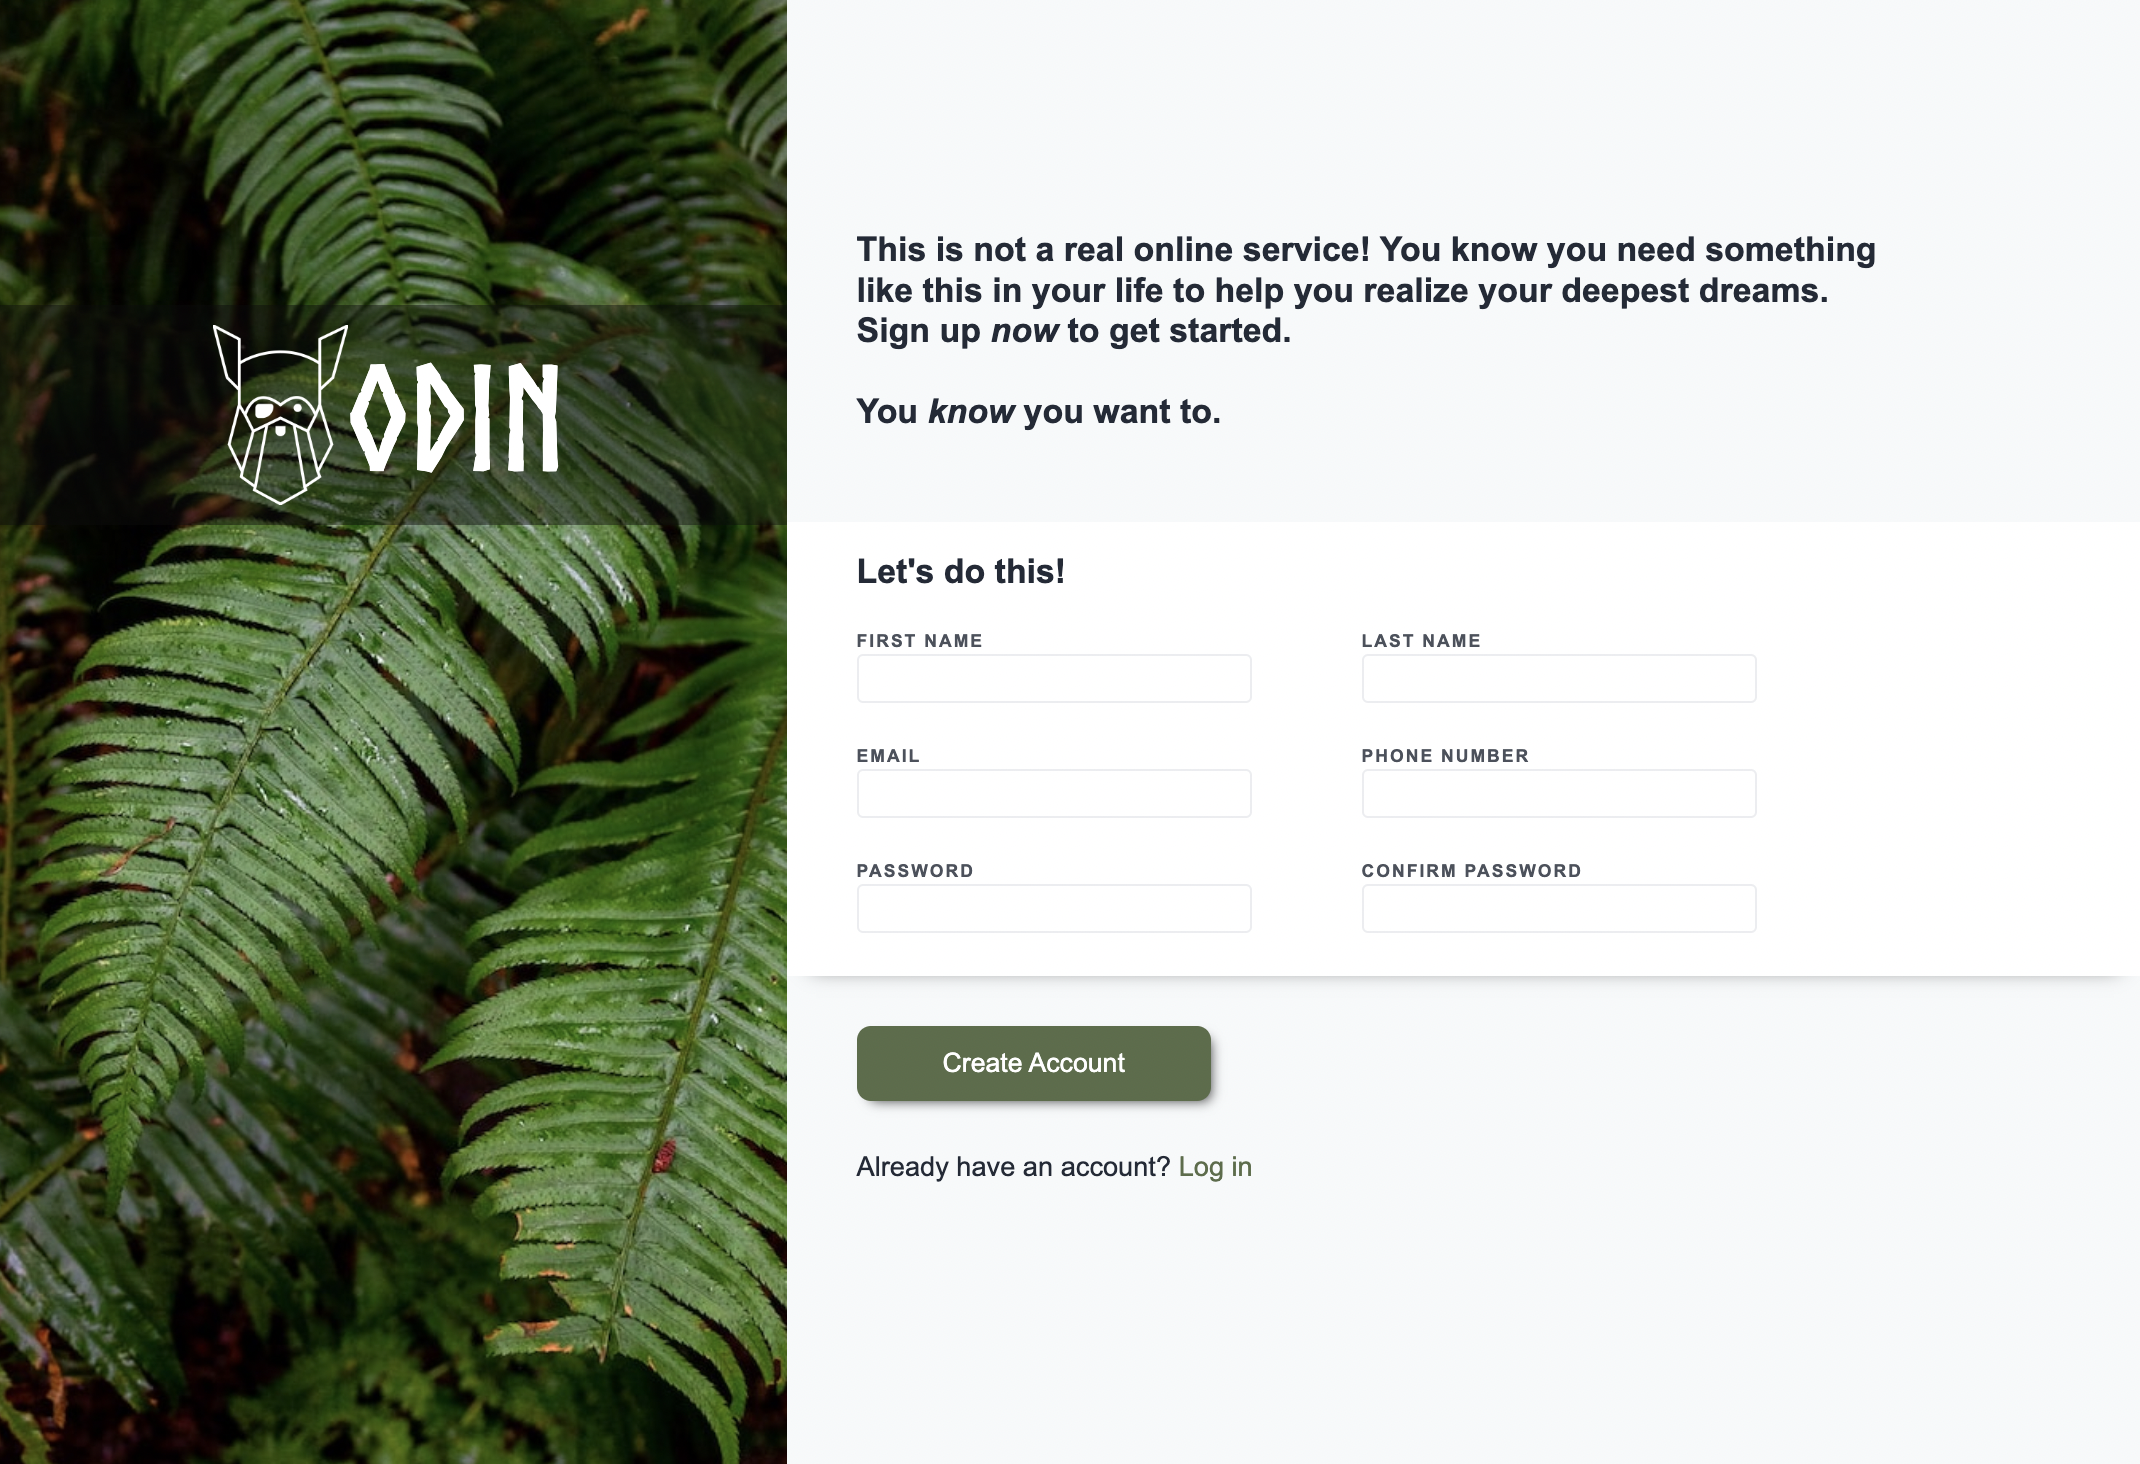 ODIN
This is not a real online service! You know you need something
like this in your life to help you realize your deepest dreams.
Sign up now to get started.
You know you want to.
Let's do this!
FIRST NAME
LAST NAME
EMAIL
PHONE NUMBER
PASSWORD
CONFIRM PASSWORD
Create Account
Already have an account? Log in